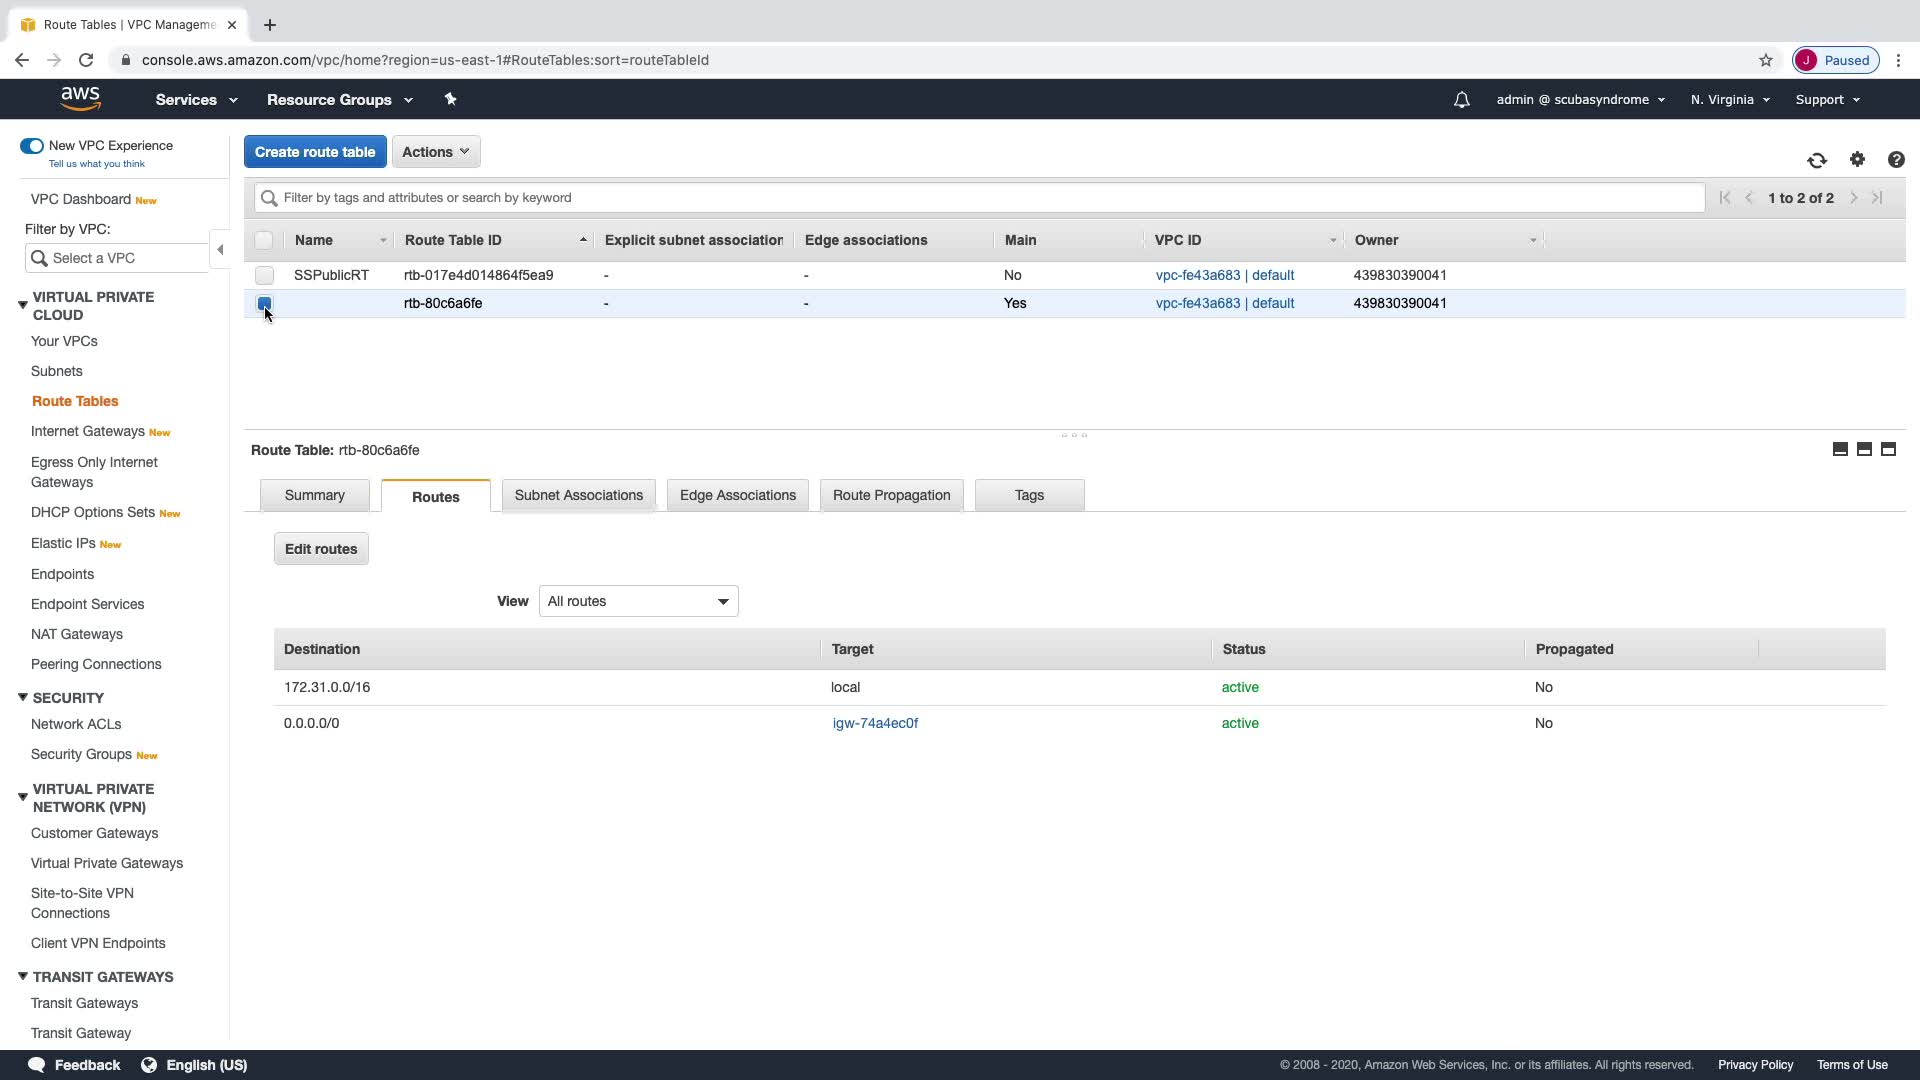 Route Tables | VPC Manageme
console.aws.amazon.com/vpc/home?region=us-east-1#RouteTables:sort=routeTableId
J Paused
aws Services Resource Groups admin @ scubasyndrome N. Virginia Support
New VPC Experience
Tell us what you think
VPC Dashboard New
Filter by VPC:
Select a VPC
VIRTUAL PRIVATE
CLOUD
Your VPCs
Subnets
Route Tables
Internet Gateways New
Egress Only Internet
Gateways
DHCP Options Sets New
Elastic IPs New
Endpoints
Endpoint Services
NAT Gateways
Peering Connections
SECURITY
Network ACLs
Security Groups New
VIRTUAL PRIVATE
NETWORK (VPN)
Customer Gateways
Virtual Private Gateways
Site-to-Site VPN
Connections
Client VPN Endpoints
TRANSIT GATEWAYS
Transit Gateways
Transit Gateway
Create route table Actions
Filter by tags and attributes or search by keyword 1 to 2 of 2
Name Route Table ID Explicit subnet association Edge associations Main VPC ID Owner
SSPublicRT rtb-017e4d014864f5ea9 - - No vpc-fe43a683 | default 439830390041
rtb-80c6a6fe - - Yes vpc-fe43a683 | default 439830390041
Route Table: rtb-80c6a6fe
Summary Routes Subnet Associations Edge Associations Route Propagation Tags
Edit routes
View All routes
Destination Target Status Propagated
172.31.0.0/16 local active No
0.0.0.0/0 igw-74a4ec0f active No
Feedback English (US) © 2008 - 2020, Amazon Web Services, Inc. or its affiliates. All rights reserved. Privacy Policy Terms of Use